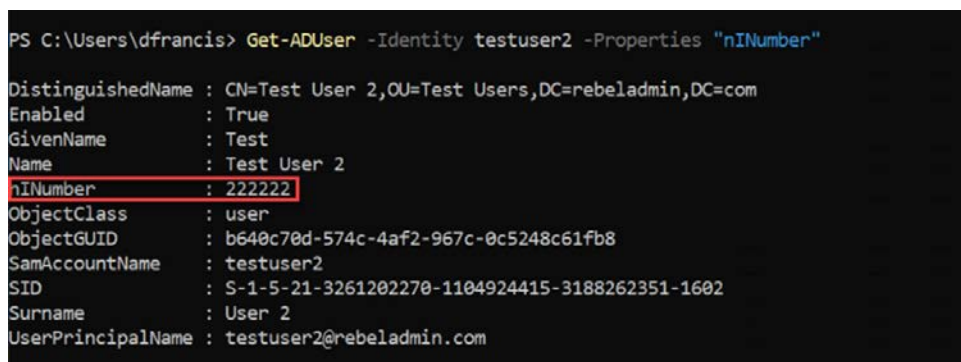 PS C:\Users\dfrancis> Get-ADUser -Identity testuser2 -Properties "nINumber"
DistinguishedName : CN=Test User 2,OU=Test Users,DC=rebeladmin,DC=com
Enabled : True
GivenName : Test
Name : Test User 2
nINumber : 222222
ObjectClass : user
ObjectGUID : b640c70d-574c-4af2-967c-0c5248c61fb8
SamAccountName : testuser2
SID : S-1-5-21-3261202270-1104924415-3188262351-1602
Surname : User 2
UserPrincipalName : testuser2@rebeladmin.com